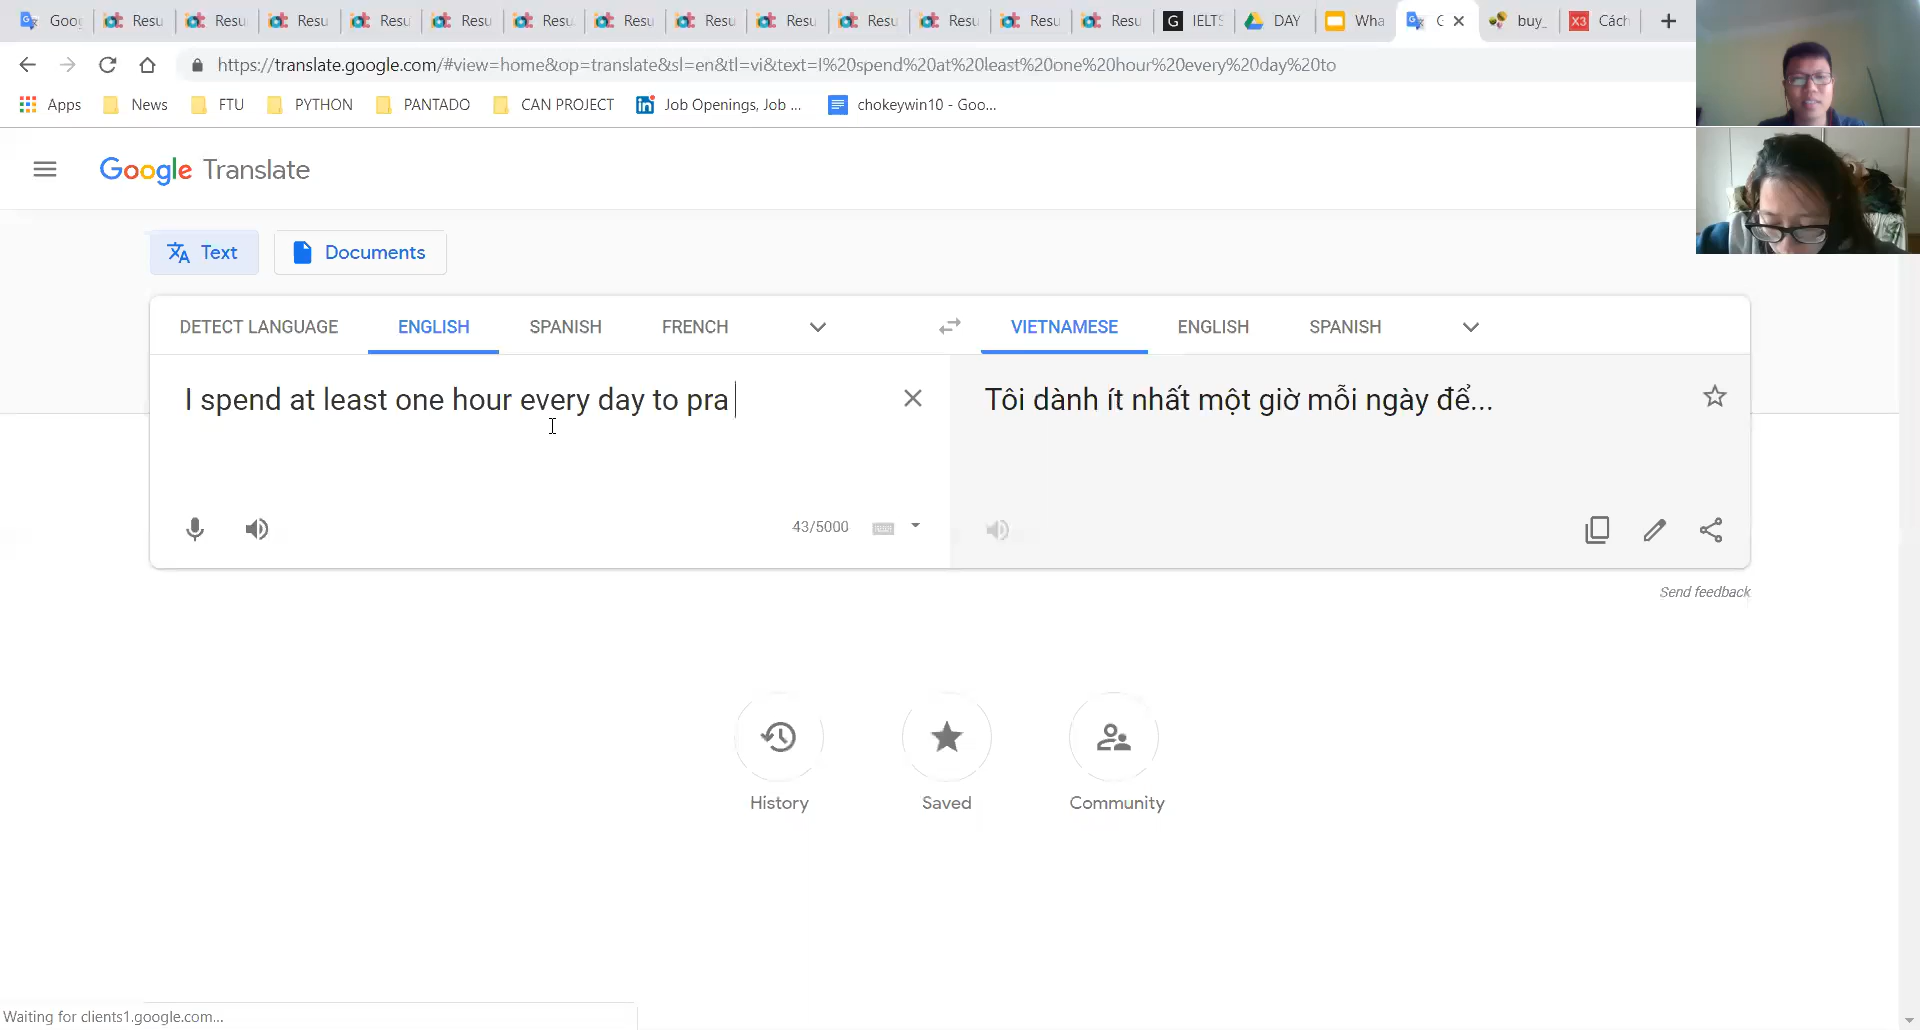 Goo Resu Resu Resu Resu Resu Resu Resu Resu Resu Resu Resu Resu Resu G IELTS DAY Wha G buy_ X3 Cách
https://translate.google.com/#view=home&op=translate&sl=en&tl=vi&text=I%20spend%20at%20least%20one%20hour%20every%20day%20to
Apps News FTU PYTHON PANTADO CAN PROJECT Job Openings, Job ... chokeywin10 - Goo...
Google Translate
Text Documents
DETECT LANGUAGE ENGLISH SPANISH FRENCH VIETNAMESE ENGLISH SPANISH
I spend at least one hour every day to pra
Tôi dành ít nhất một giờ mỗi ngày để...
43/5000
Send feedback
History Saved Community
Waiting for clients1.google.com...